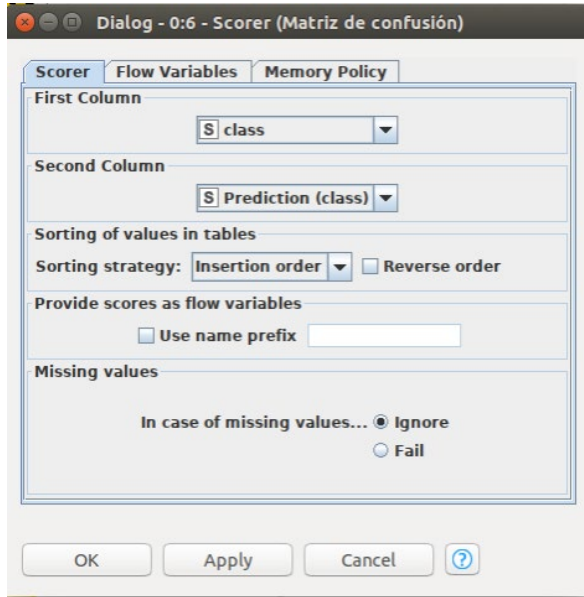 Dialog - 0:6 - Scorer (Matriz de confusión)
Scorer Flow Variables Memory Policy
First Column
S class
Second Column
S Prediction (class)
Sorting of values in tables
Sorting strategy: Insertion order Reverse order
Provide scores as flow variables
Use name prefix
Missing values
In case of missing values... Ignore
Fail
OK Apply Cancel ?